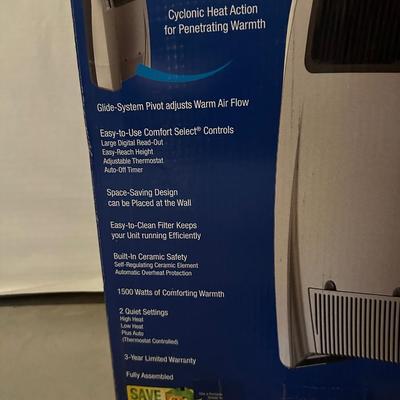 Cyclonic Heat Action
for Penetrating Warmth
Glide-System Pivot adjusts Warm Air Flow
Easy-to-Use Comfort Select® Controls
Large Digital Read-Out
Easy-Reach Height
Adjustable Thermostat
Auto-Off Timer
Space-Saving Design
can be Placed at the Wall
Easy-to-Clean Filter Keeps
your Unit running Efficiently
Built-In Ceramic Safety
Self-Regulating Ceramic Element
Automatic Overheat Protection
1500 Watts of Comforting Warmth
2 Quiet Settings
High Heat
Low Heat
Plus Auto
(Thermostat Controlled)
3-Year Limited Warranty
Fully Assembled
SAVE